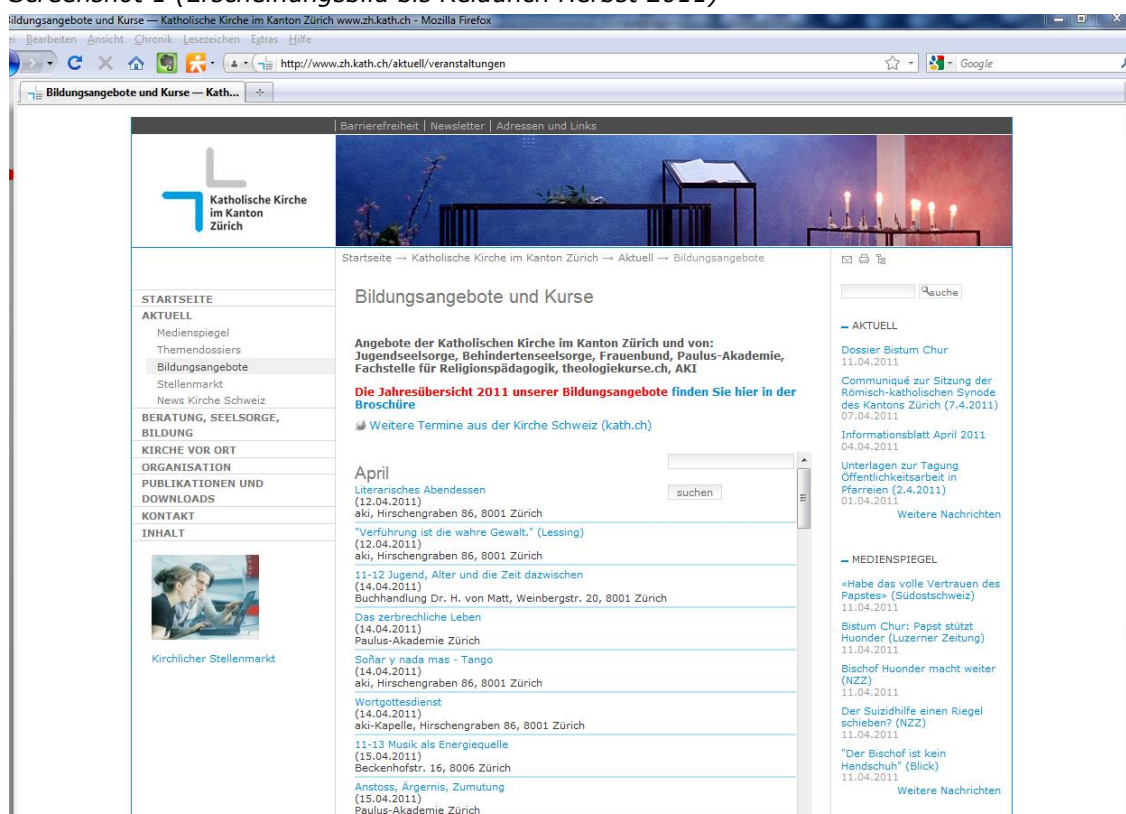 Screenshot 1 (Erscheinungsbild bis Relaunch Herbst 2011)
Bildungsangebote und Kurse — Katholische Kirche im Kanton Zürich www.zh.kath.ch - Mozilla Firefox
Bearbeiten Ansicht Chronik Lesezeichen Extras Hilfe
http://www.zh.kath.ch/aktuell/veranstaltungen
Google
Bildungsangebote und Kurse — Kath...
Barrierefreiheit | Newsletter | Adressen und Links
Katholische Kirche
im Kanton
Zürich
Startseite → Katholische Kirche im Kanton Zürich → Aktuell → Bildungsangebote
STARTSEITE
AKTUELL
Medienspiegel
Themendossiers
Bildungsangebote
Stellenmarkt
News Kirche Schweiz
BERATUNG, SEELSORGE,
BILDUNG
KIRCHE VOR ORT
ORGANISATION
PUBLIKATIONEN UND
DOWNLOADS
KONTAKT
INHALT
Kirchlicher Stellenmarkt
Bildungsangebote und Kurse
Angebote der Katholischen Kirche im Kanton Zürich und von:
Jugendseelsorge, Behindertenseelsorge, Frauenbund, Paulus-Akademie,
Fachstelle für Religionspädagogik, theologiekurse.ch, AKI
Die Jahresübersicht 2011 unserer Bildungsangebote finden Sie hier in der
Broschüre
Weitere Termine aus der Kirche Schweiz (kath.ch)
April
suchen
Literarisches Abendessen
(12.04.2011)
aki, Hirschengraben 86, 8001 Zürich
"Verführung ist die wahre Gewalt." (Lessing)
(12.04.2011)
aki, Hirschengraben 86, 8001 Zürich
11-12 Jugend, Alter und die Zeit dazwischen
(14.04.2011)
Buchhandlung Dr. H. von Matt, Weinbergstr. 20, 8001 Zürich
Das zerbrechliche Leben
(14.04.2011)
Paulus-Akademie Zürich
Soñar y nada mas - Tango
(14.04.2011)
aki, Hirschengraben 86, 8001 Zürich
Wortgottesdienst
(14.04.2011)
aki-Kapelle, Hirschengraben 86, 8001 Zürich
11-13 Musik als Energiequelle
(15.04.2011)
Beckenhofstr. 16, 8006 Zürich
Anstoss, Ärgernis, Zumutung
(15.04.2011)
Paulus-Akademie Zürich
suche
AKTUELL
Dossier Bistum Chur
11.04.2011
Communiqué zur Sitzung der
Römisch-katholischen Synode
des Kantons Zürich (7.4.2011)
07.04.2011
Informationsblatt April 2011
04.04.2011
Unterlagen zur Tagung
Öffentlichkeitsarbeit in
Pfarreien (2.4.2011)
01.04.2011
Weitere Nachrichten
MEDIENSPIEGEL
«Habe das volle Vertrauen des
Papstes» (Südostschweiz)
11.04.2011
Bistum Chur: Papst stützt
Huonder (Luzerner Zeitung)
11.04.2011
Bischof Huonder macht weiter
(NZZ)
11.04.2011
Der Suizidhilfe einen Riegel
schieben? (NZZ)
11.04.2011
"Der Bischof ist kein
Handschuh" (Blick)
11.04.2011
Weitere Nachrichten